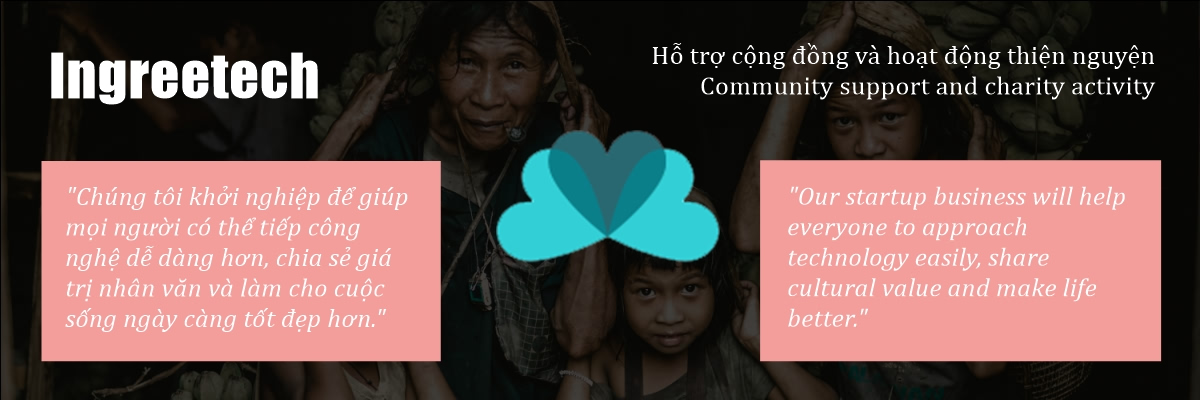 Ingreetech
Hỗ trợ cộng đồng và hoạt động thiện nguyện
Community support and charity activity
"Chúng tôi khởi nghiệp để giúp
mọi người có thể tiếp công
nghệ dễ dàng hơn, chia sẻ giá
trị nhân văn và làm cho cuộc
sống ngày càng tốt đẹp hơn."
"Our startup business will help
everyone to approach
technology easily, share
cultural value and make life
better."